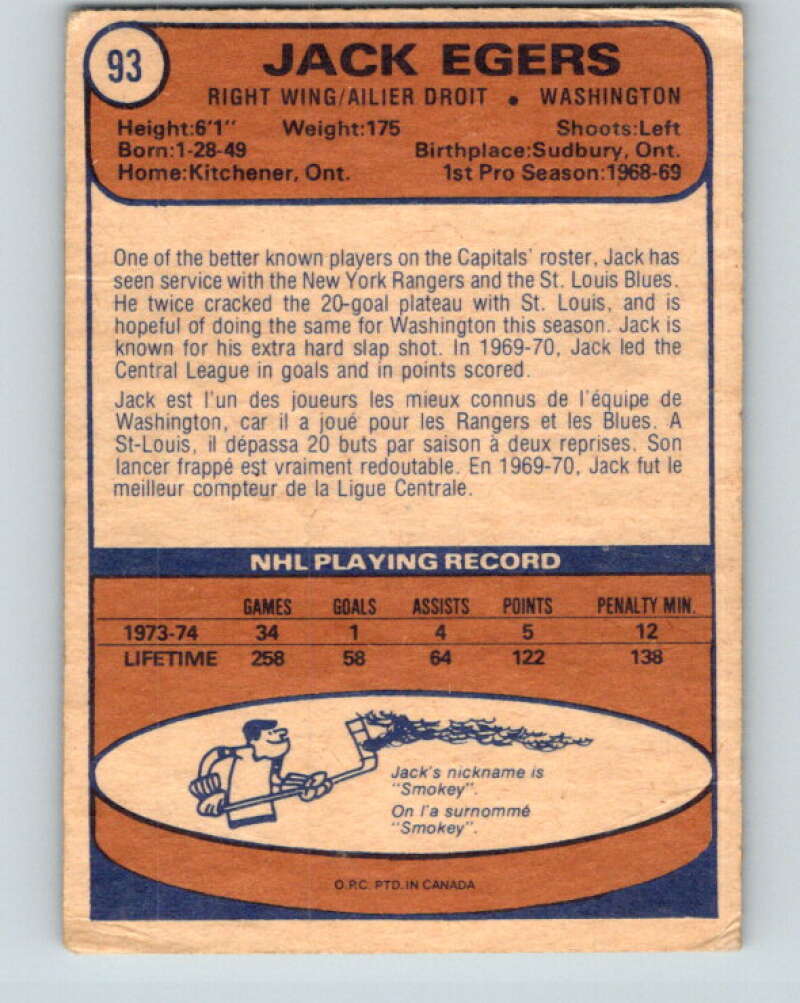 93
JACK EGERS
RIGHT WING/AILIER DROIT • WASHINGTON
Height:6'1" Weight:175 Shoots:Left
Born:1-28-49 Birthplace:Sudbury, Ont.
Home:Kitchener, Ont. 1st Pro Season:1968-69
One of the better known players on the Capitals' roster, Jack has
seen service with the New York Rangers and the St. Louis Blues.
He twice cracked the 20-goal plateau with St. Louis, and is
hopeful of doing the same for Washington this season. Jack is
known for his extra hard slap shot. In 1969-70, Jack led the
Central League in goals and in points scored.
Jack est l'un des joueurs les mieux connus de l'équipe de
Washington, car il a joué pour les Rangers et les Blues. A
St-Louis, il dépassa 20 buts par saison à deux reprises. Son
lancer frappé est vraiment redoutable. En 1969-70, Jack fut le
meilleur compteur de la Ligue Centrale.
NHL PLAYING RECORD
GAMES GOALS ASSISTS POINTS PENALTY MIN.
1973-74 34 1 4 5 12
LIFETIME 258 58 64 122 138
Jack's nickname is
"Smokey".
On l'a surnommé
"Smokey".
O.P.C. PTD. IN CANADA